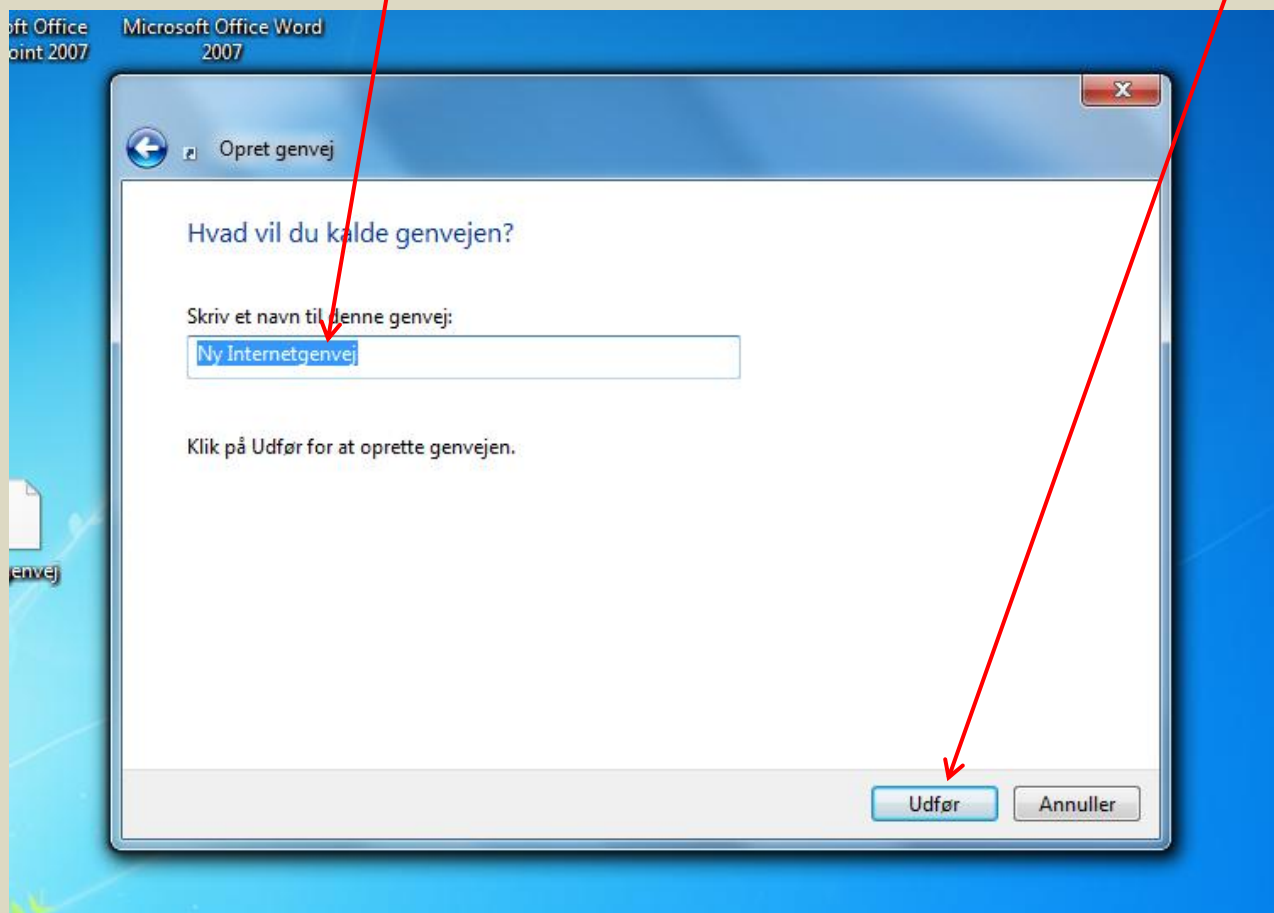 oft Office
oint 2007
Microsoft Office Word
2007
Opret genvej
Hvad vil du kalde genvejen?
Skriv et navn til denne genvej:
Ny Internetgenvej
Klik på Udfør for at oprette genvejen.
genvej
Udfør
Annuller